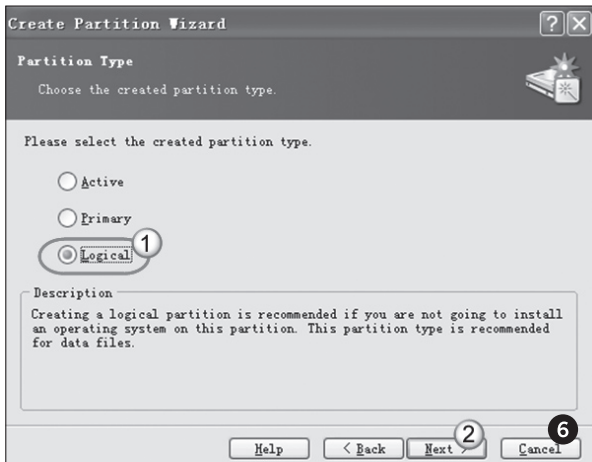 Create Partition Wizard
Partition Type
Choose the created partition type.
Please select the created partition type.
Active
Primary
Logical
1
Description
Creating a logical partition is recommended if you are not going to install
an operating system on this partition. This partition type is recommended
for data files.
2
6
Help < Back Next > Cancel